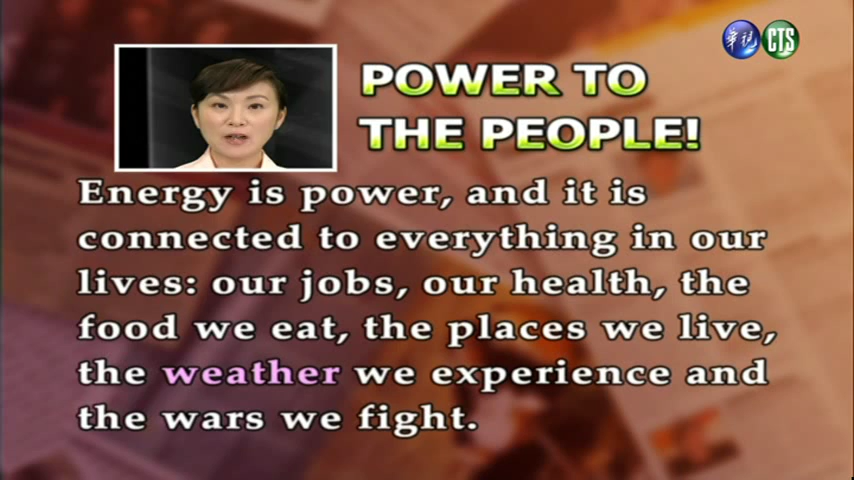 華視 CTS
POWER TO
THE PEOPLE!
Energy is power, and it is
connected to everything in our
lives: our jobs, our health, the
food we eat, the places we live,
the weather we experience and
the wars we fight.